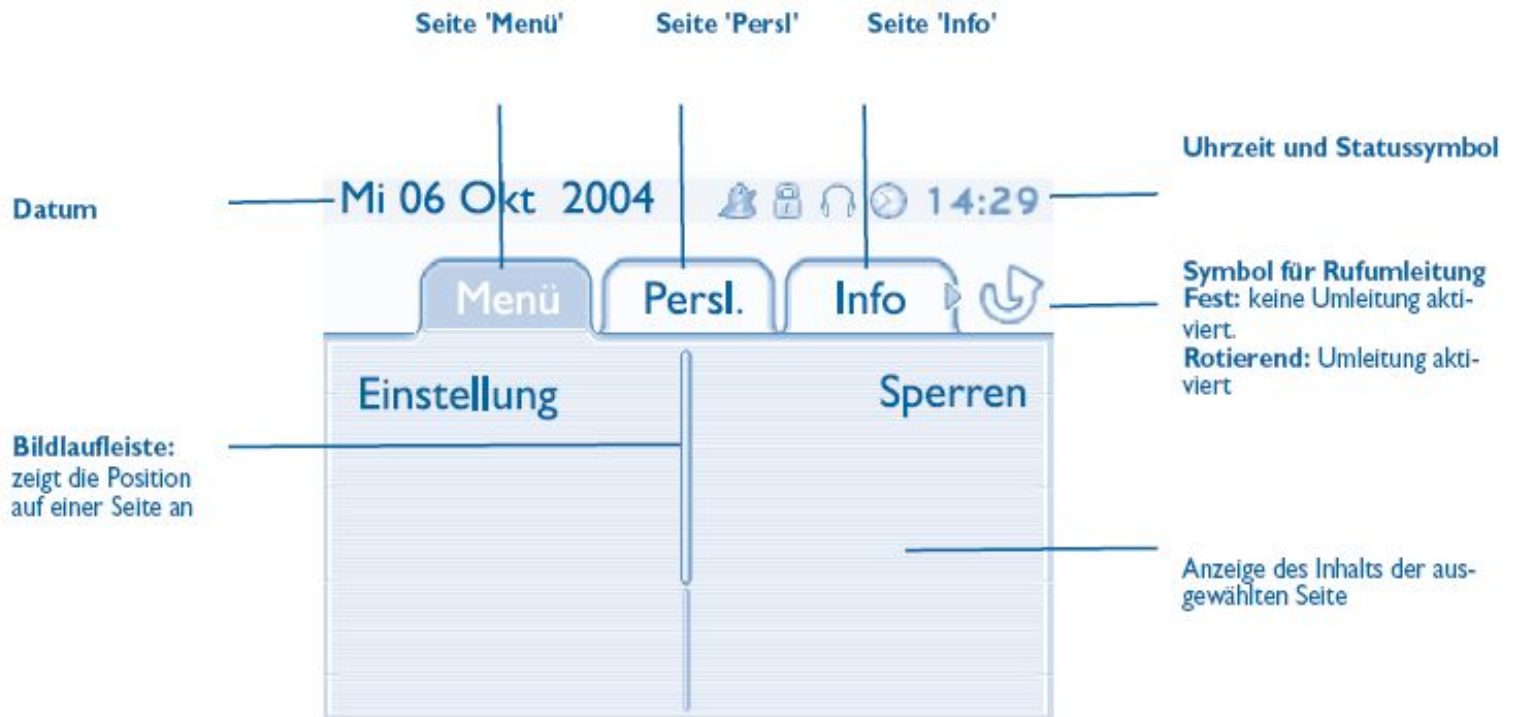 Seite 'Menü'
Seite 'Persl'
Seite 'Info'
Uhrzeit und Statussymbol
Datum
Mi 06 Okt 2004
14:29
Menü
Persl.
Info
Symbol für Rufumleitung
Fest: keine Umleitung akti-
viert.
Rotierend: Umleitung akti-
viert
Einstellung
Sperren
Bildlaufleiste:
zeigt die Position
auf einer Seite an
Anzeige des Inhalts der aus-
gewählten Seite